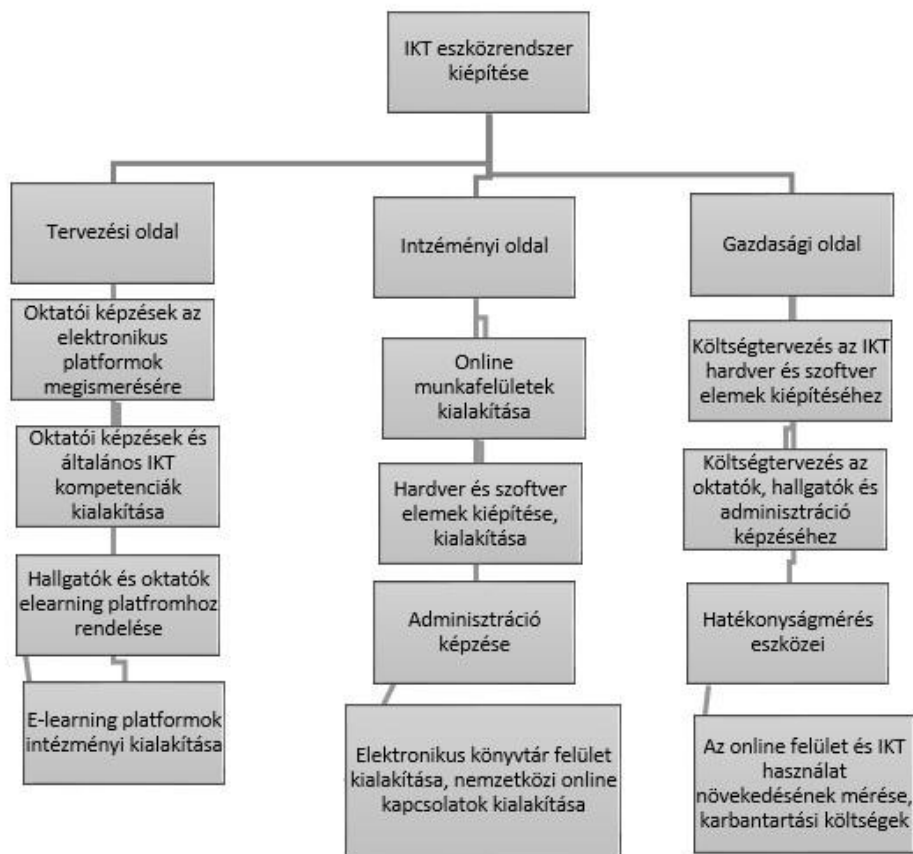 IKT eszközrendszer
kiépítése
Tervezési oldal
Oktatói képzések az
elektronikus
platformok
megismerésére
Oktatói képzések és
általános IKT
kompetenciák
kialakítása
Hallgatók és oktatók
elearning platfromhoz
rendelése
E-learning platformok
intézményi kialakítása
Intzéményi oldal
Online
munkafelületek
kialakítása
Hardver és szoftver
elemek kiépítése,
kialakítása
Adminisztráció
képzése
Elektronikus könyvtár felület
kialakítása, nemzetközi online
kapcsolatok kialakítása
Gazdasági oldal
Költségtervezés az IKT
hardver és szoftver
elemek kiépítéséhez
Költségtervezés az
oktatók, hallgatók és
adminisztráció
képzéséhez
Hatékonyságmérés
eszközei
Az online felület és IKT
használat
növekedésének mérése,
karbantartási költségek